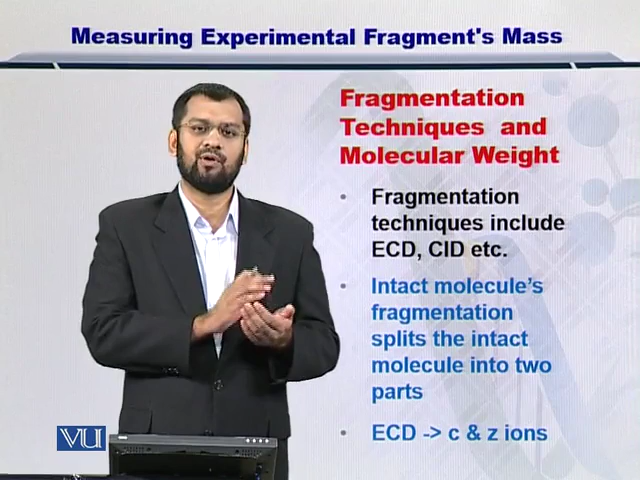 Measuring Experimental Fragment's Mass
Fragmentation
Techniques and
Molecular Weight
• Fragmentation
techniques include
ECD, CID etc.
• Intact molecule's
fragmentation
splits the intact
molecule into two
parts
• ECD -> c & z ions
VU